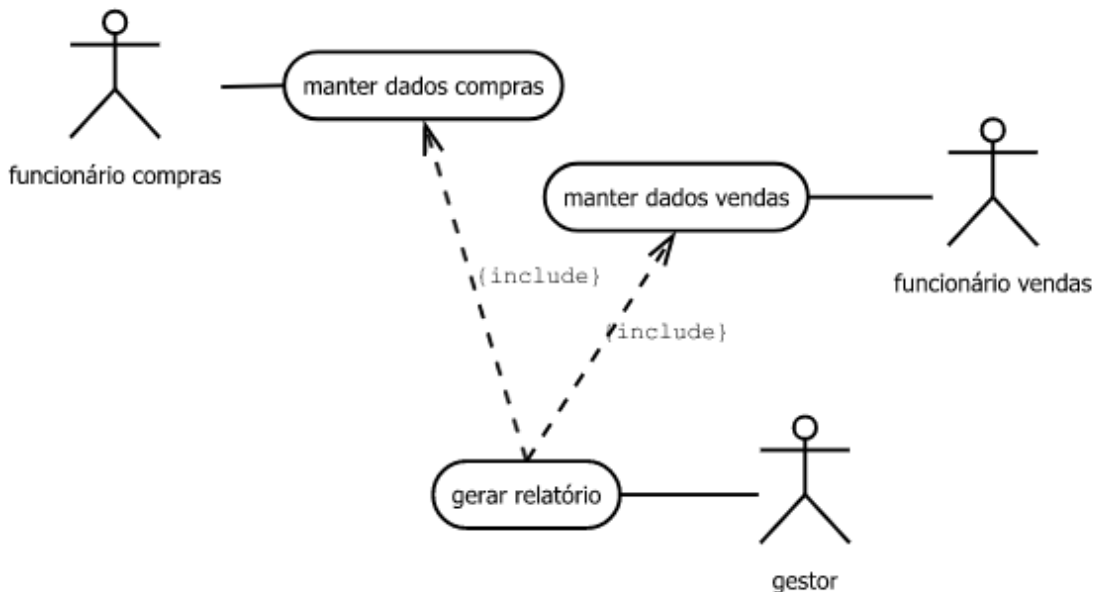 manter dados compras
funcionário compras
manter dados vendas
funcionário vendas
{include}
{include}
gerar relatório
gestor